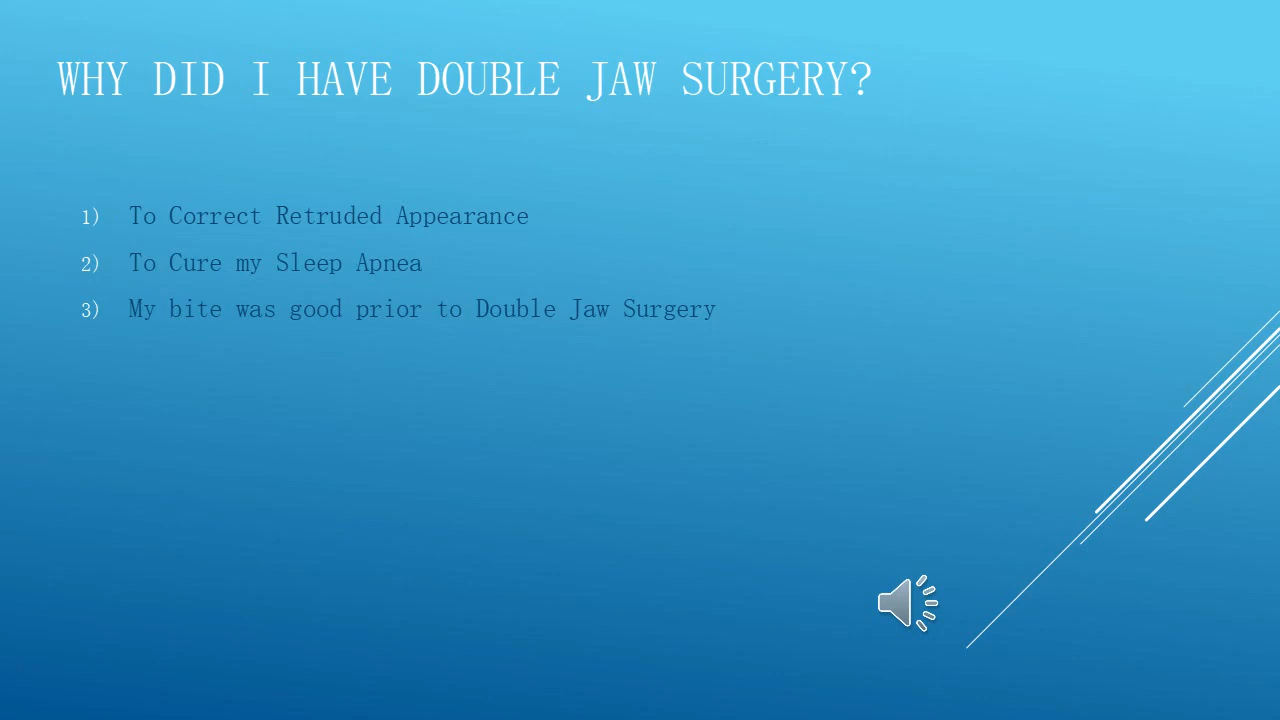 WHY DID I HAVE DOUBLE JAW SURGERY?
1) To Correct Retruded Appearance
2) To Cure my Sleep Apnea
3) My bite was good prior to Double Jaw Surgery